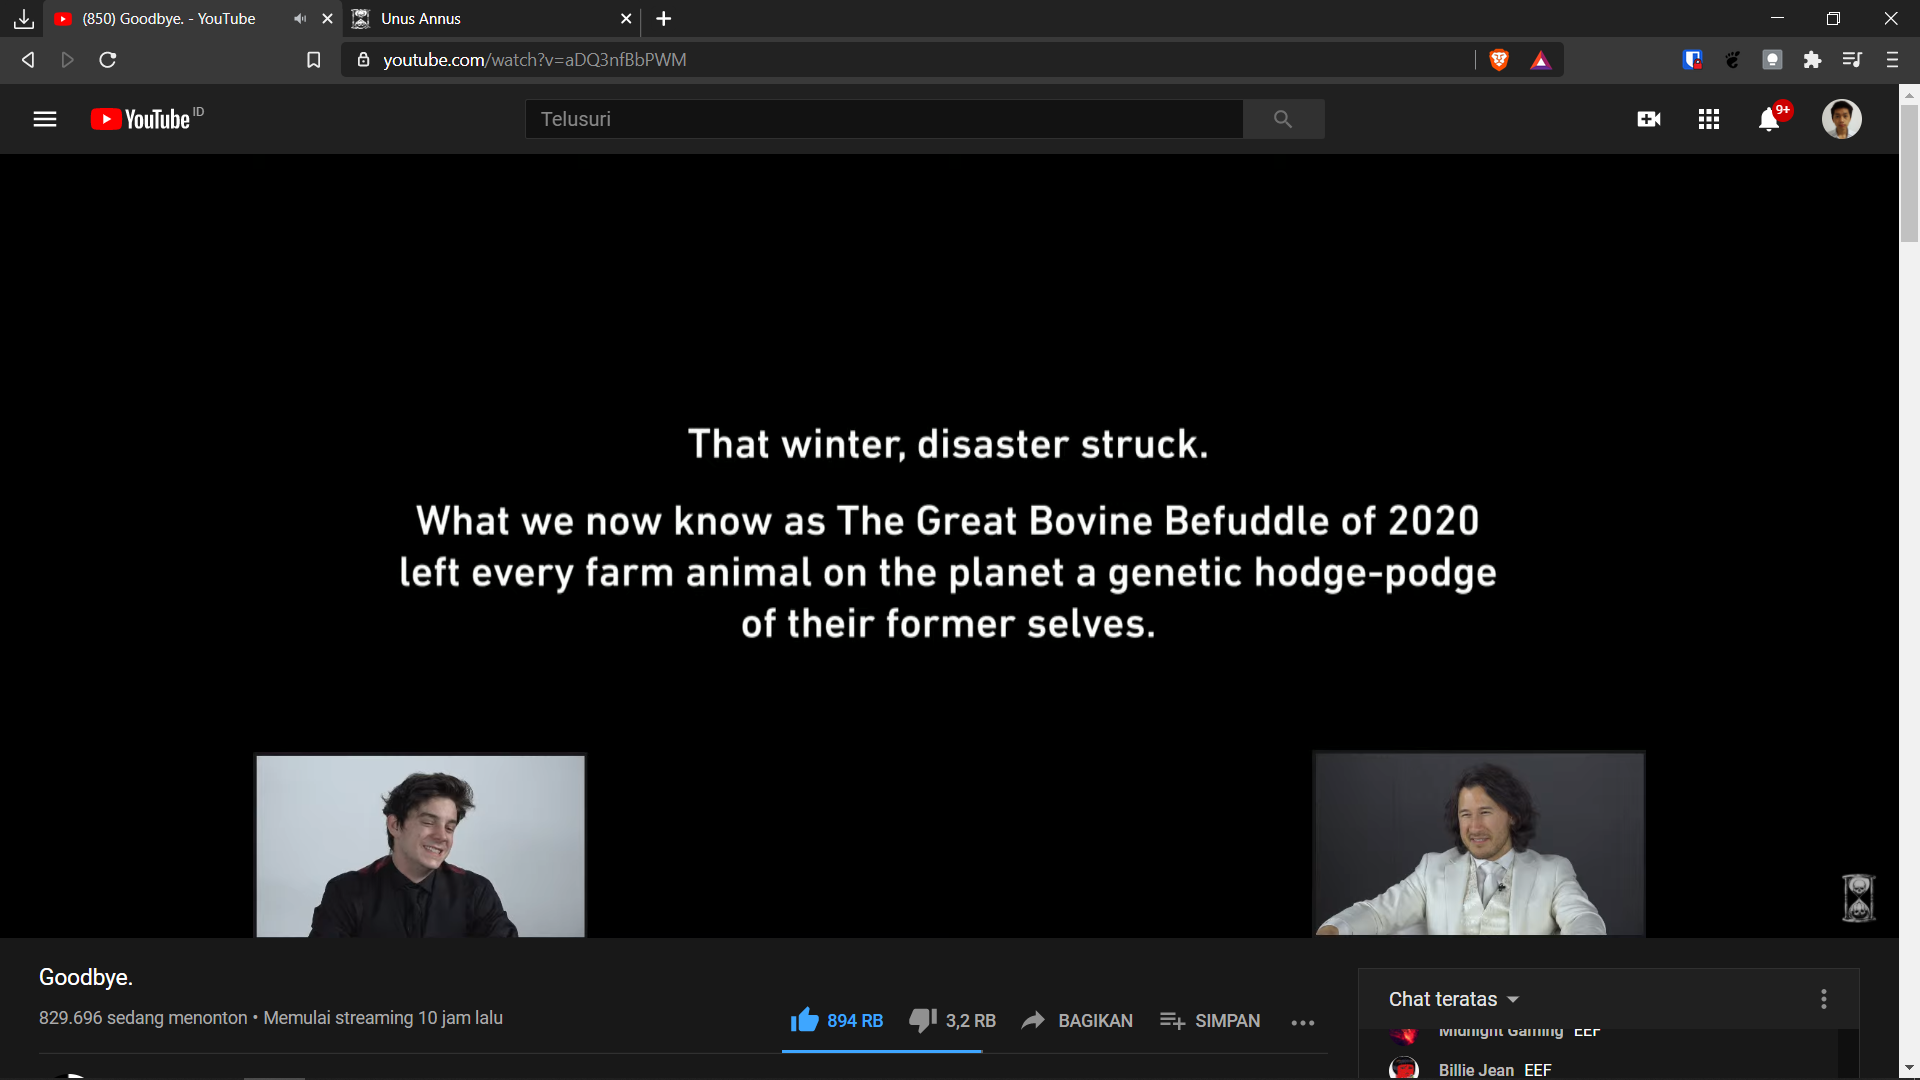 (850) Goodbye. - YouTube
Unus Annus
youtube.com/watch?v=aDQ3nfBbPWM
YouTube ID
Telusuri
9+
That winter, disaster struck.
What we now know as The Great Bovine Befuddle of 2020
left every farm animal on the planet a genetic hodge-podge
of their former selves.
Goodbye.
829.696 sedang menonton • Memulai streaming 10 jam lalu
894 RB
3,2 RB
BAGIKAN
SIMPAN
Chat teratas
Midnight Gaming EEF
Billie Jean EEF